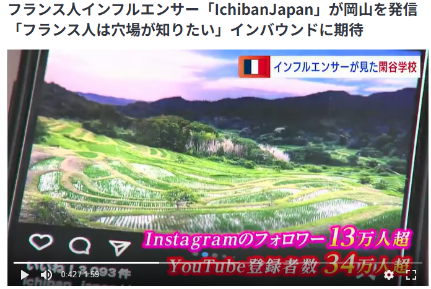 フランス人インフルエンサー「IchibanJapan」が岡山を発信
「フランス人は穴場が知りたい」インバウンドに期待
インフルエンサーが見た閑谷学校
Instagramのフォロワー13万人超
YouTube登録者数34万人超
0:42 / 1:59